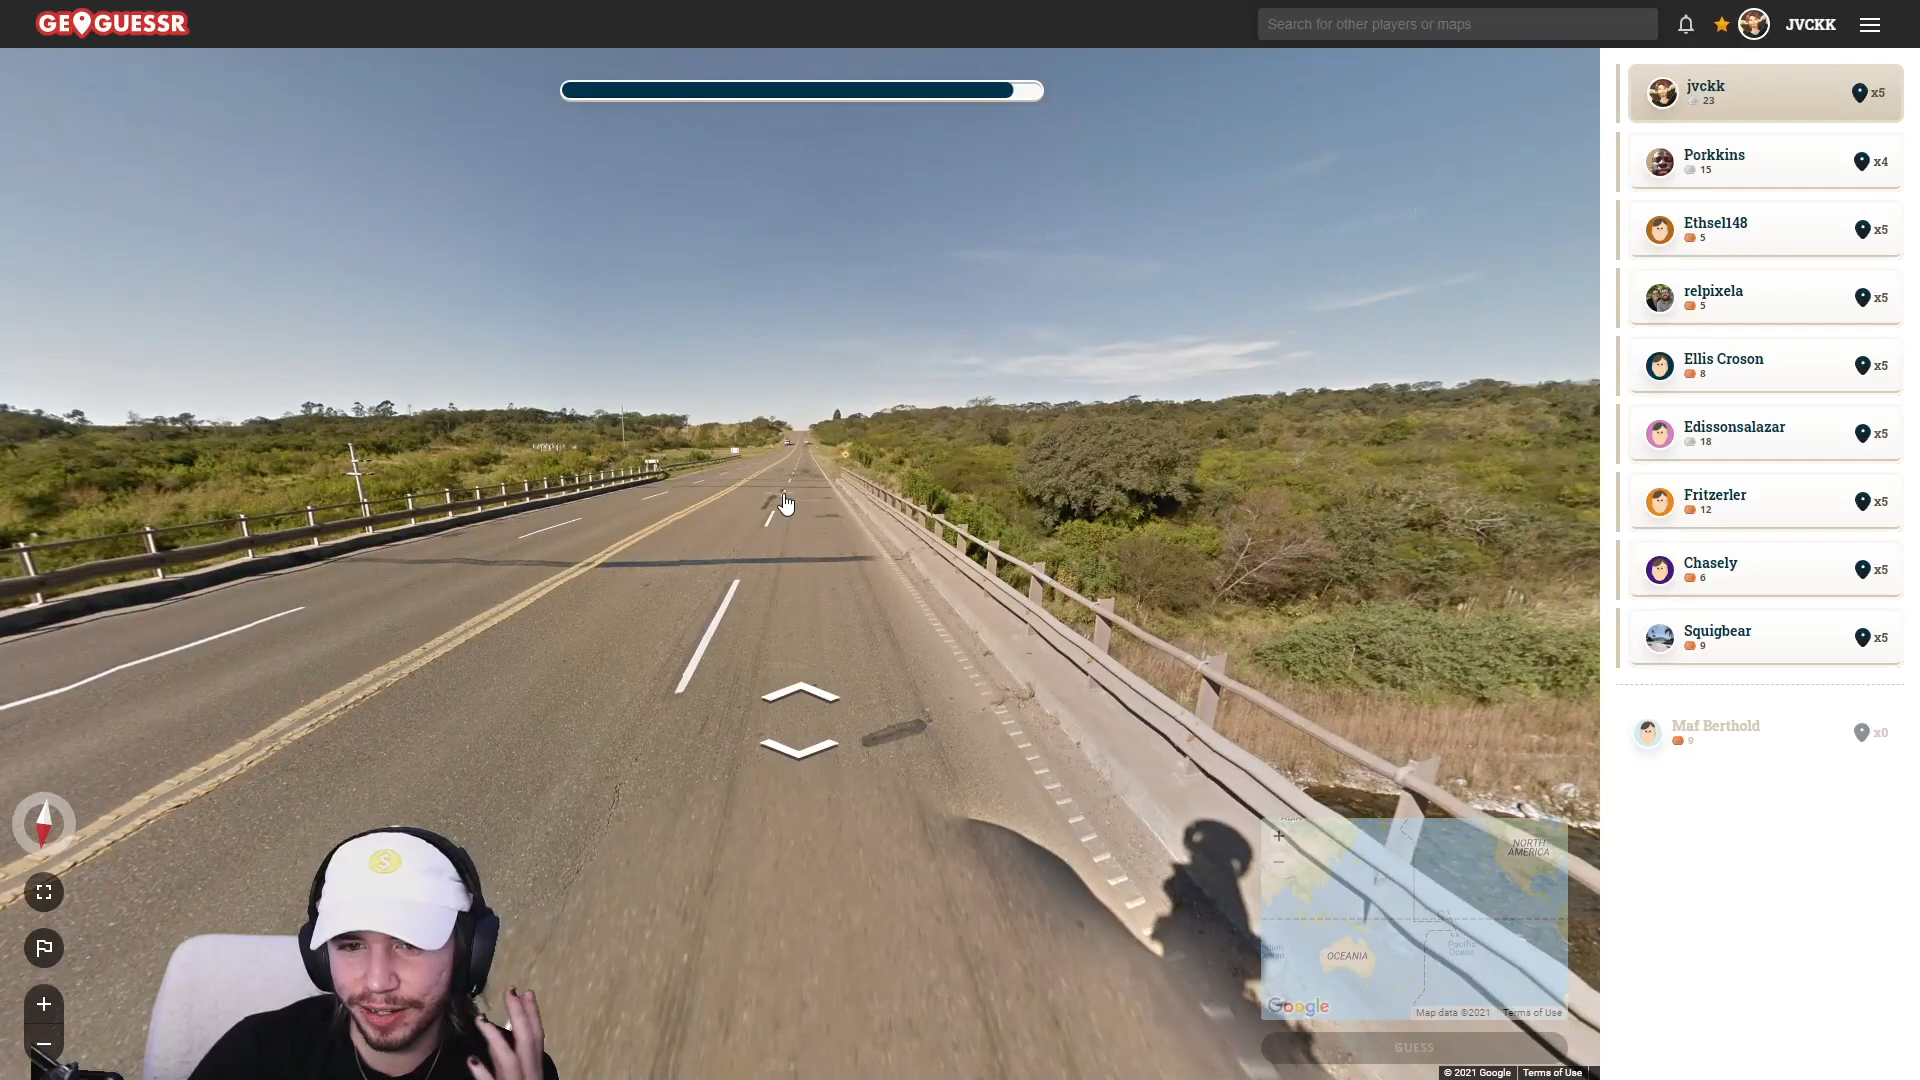 GEOGUESSR
Search for other players or maps
JVCKK
jvckk
23
x5
Porkkins
15
x4
Ethsel148
5
x5
relpixela
5
x5
Ellis Croson
8
x5
Edissonsalazar
18
x5
Fritzerler
12
x5
Chasely
6
x5
Squigbear
9
x5
Maf Berthold
9
x0
NORTH
AMERICA
OCEANIA
Pacific
Ocean
Google
Map data ©2021
Terms of Use
GUESS
© 2021 Google
Terms of Use